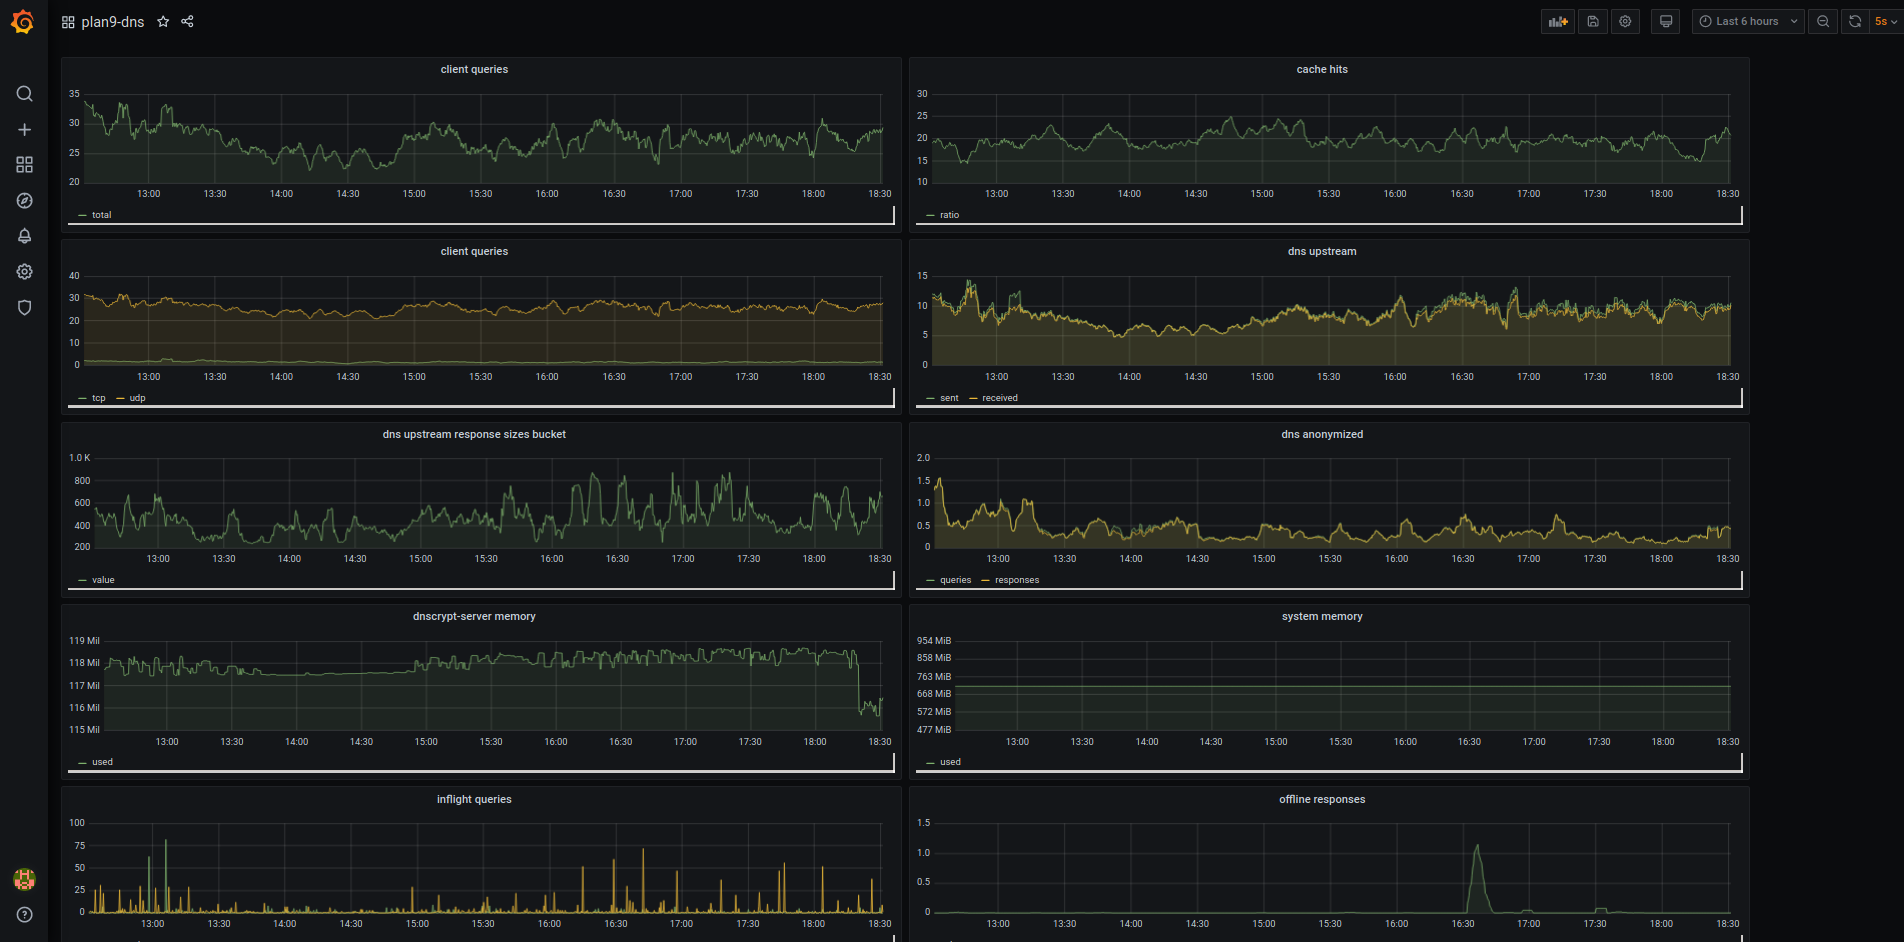 plan9-dns
Last 6 hours
5s
client queries
35
30
25
20
13:00 13:30 14:00 14:30 15:00 15:30 16:00 16:30 17:00 17:30 18:00 18:30
total
cache hits
30
25
20
15
10
13:00 13:30 14:00 14:30 15:00 15:30 16:00 16:30 17:00 17:30 18:00 18:30
ratio
client queries
40
30
20
10
0
13:00 13:30 14:00 14:30 15:00 15:30 16:00 16:30 17:00 17:30 18:00 18:30
tcp udp
dns upstream
15
10
5
0
13:00 13:30 14:00 14:30 15:00 15:30 16:00 16:30 17:00 17:30 18:00 18:30
sent received
dns upstream response sizes bucket
1.0 K
800
600
400
200
13:00 13:30 14:00 14:30 15:00 15:30 16:00 16:30 17:00 17:30 18:00 18:30
value
dns anonymized
2.0
1.5
1.0
0.5
0
13:00 13:30 14:00 14:30 15:00 15:30 16:00 16:30 17:00 17:30 18:00 18:30
queries responses
dnscrypt-server memory
119 Mil
118 Mil
117 Mil
116 Mil
115 Mil
13:00 13:30 14:00 14:30 15:00 15:30 16:00 16:30 17:00 17:30 18:00 18:30
used
system memory
954 MiB
858 MiB
763 MiB
668 MiB
572 MiB
477 MiB
13:00 13:30 14:00 14:30 15:00 15:30 16:00 16:30 17:00 17:30 18:00 18:30
used
inflight queries
100
75
50
25
0
13:00 13:30 14:00 14:30 15:00 15:30 16:00 16:30 17:00 17:30 18:00 18:30
offline responses
1.5
1.0
0.5
0
13:00 13:30 14:00 14:30 15:00 15:30 16:00 16:30 17:00 17:30 18:00 18:30